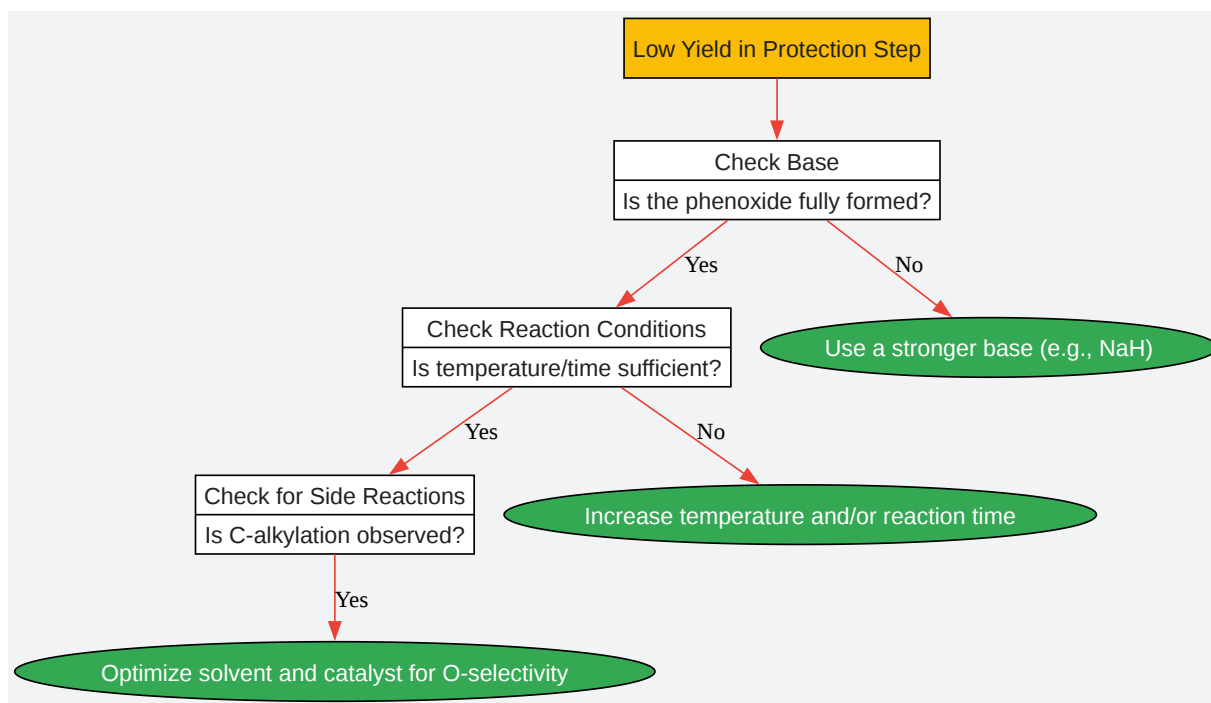 Low Yield in Protection Step
Check Base
Is the phenoxide fully formed?
Yes
No
Check Reaction Conditions
Is temperature/time sufficient?
Use a stronger base (e.g., NaH)
Yes
No
Check for Side Reactions
Is C-alkylation observed?
Increase temperature and/or reaction time
Yes
Optimize solvent and catalyst for O-selectivity